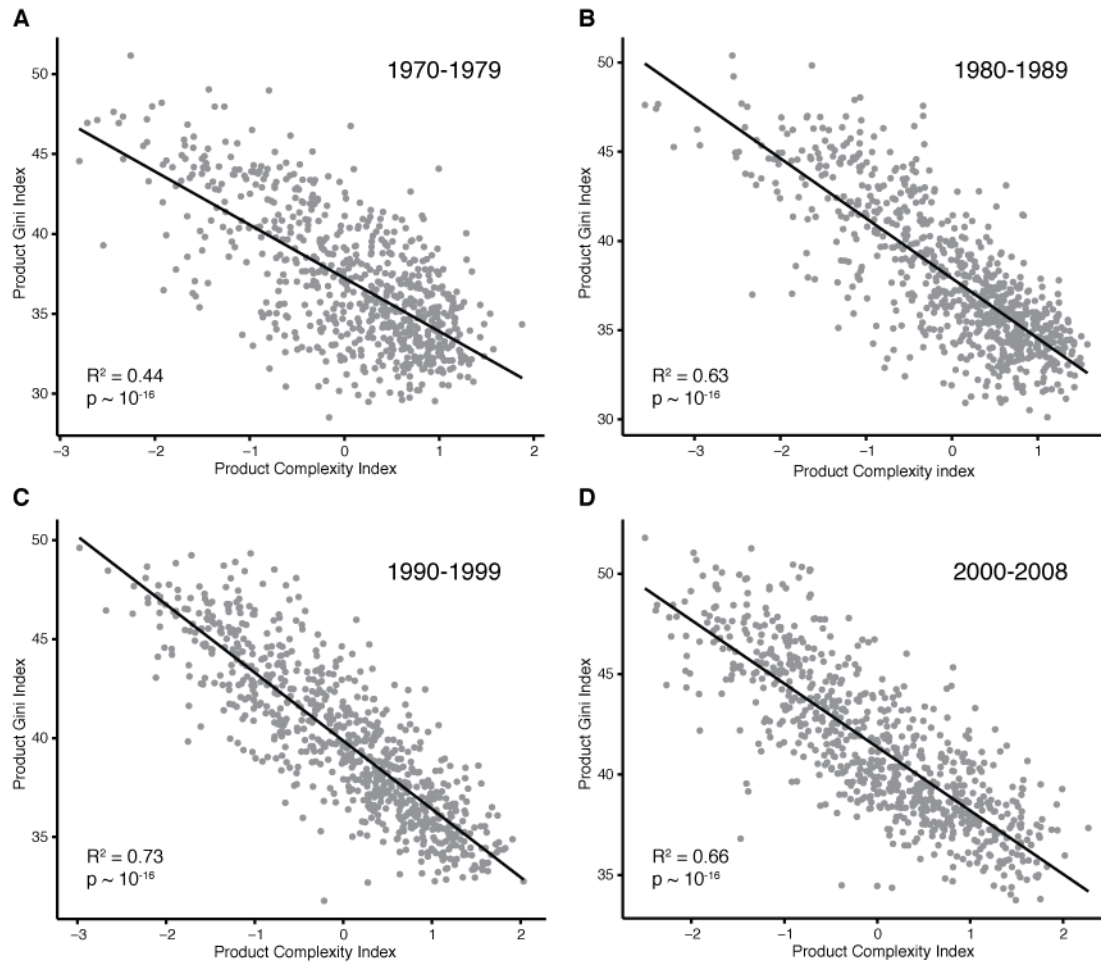 A
1970-1979
50
45
40
35
30
Product Gini Index
R² = 0.44
p ~ 10⁻¹⁶
−3 −2 −1 0 1 2
Product Complexity Index
B
1980-1989
50
45
40
35
30
Product Gini Index
R² = 0.63
p ~ 10⁻¹⁶
−3 −2 −1 0 1
Product Complexity index
C
1990-1999
50
45
40
35
Product Gini Index
R² = 0.73
p ~ 10⁻¹⁶
−3 −2 −1 0 1 2
Product Complexity Index
D
2000-2008
50
45
40
35
Product Gini Index
R² = 0.66
p ~ 10⁻¹⁶
−2 −1 0 1 2
Product Complexity Index